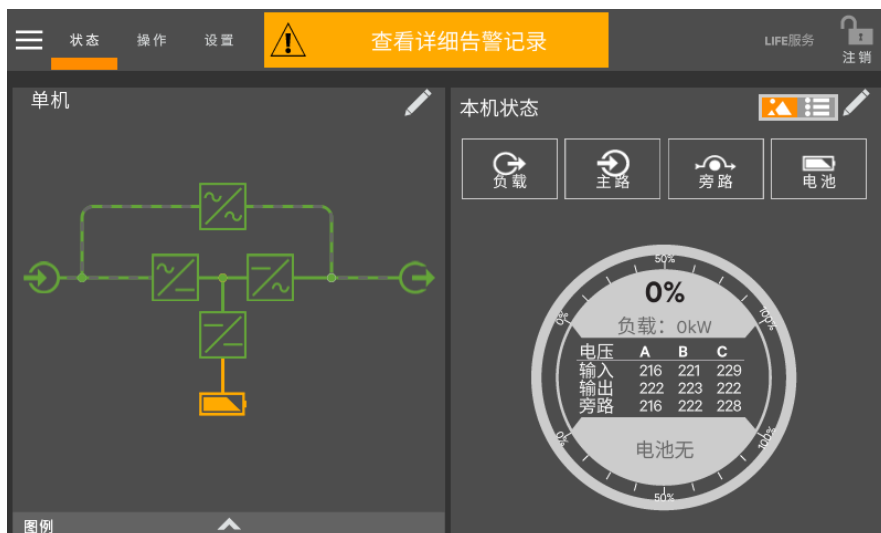 状态 操作 设置 查看详细告警记录 LIFE服务 注销
单机
本机状态
负载 主路 旁路 电池
50%
0% 100%
0%
负载：0kW
电压 A B C
输入 216 221 229
输出 222 223 222
旁路 216 222 228
电池无
0% 100%
50%
图例